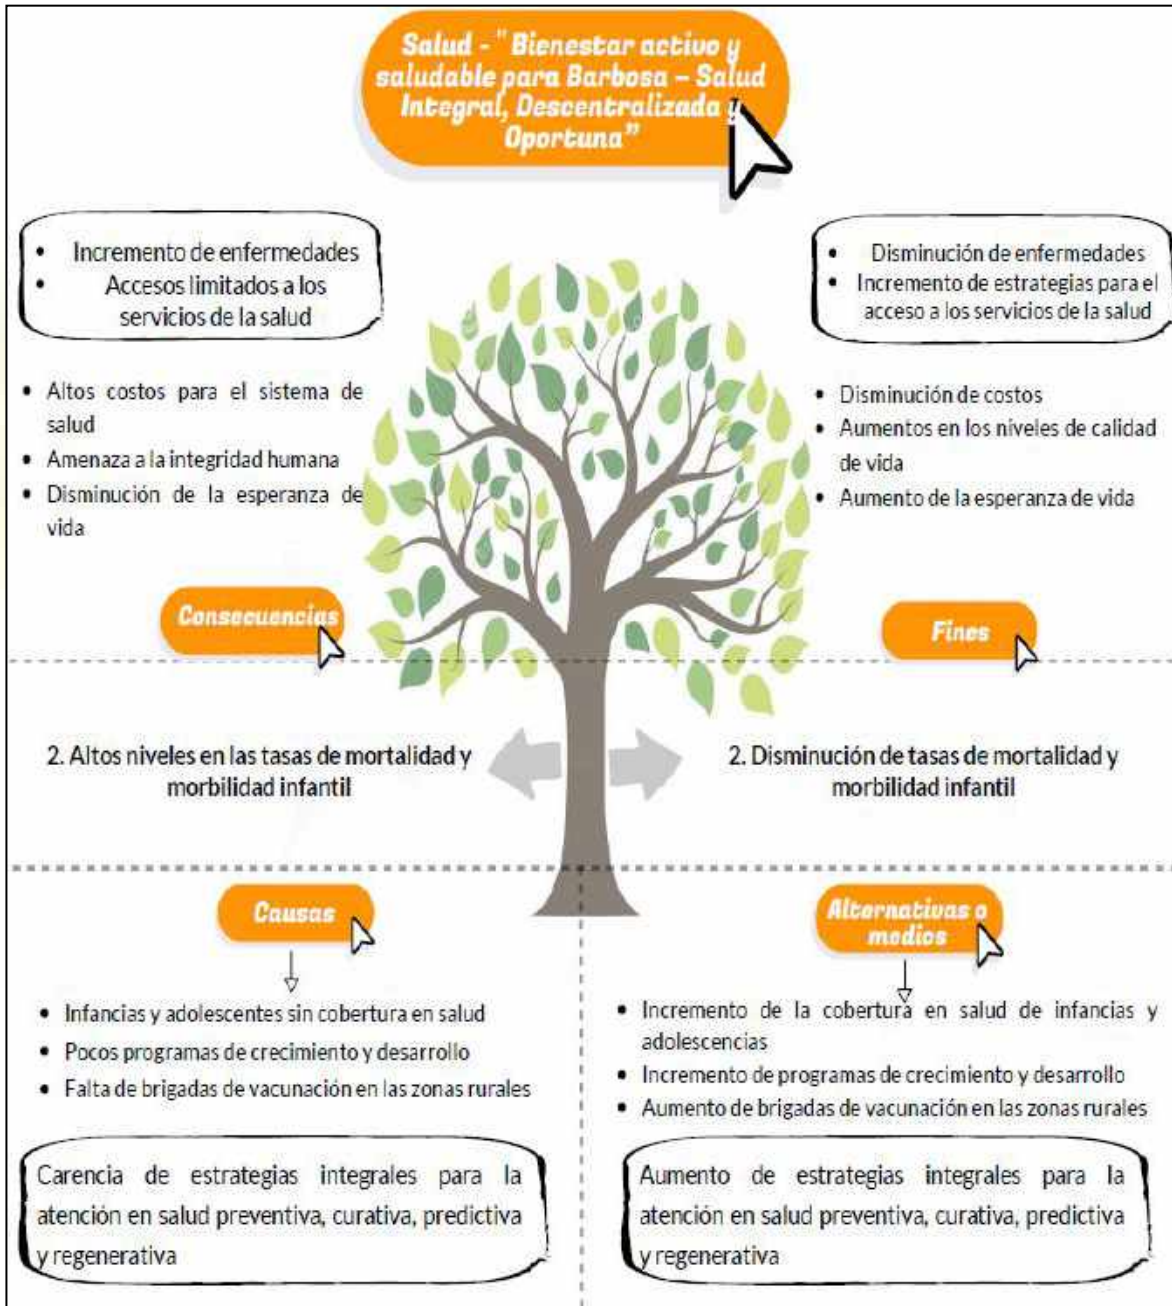 Salud - " Bienestar activo y
saludable para Barbosa – Salud
Integral, Descentralizada y
Oportuna”
• Incremento de enfermedades
• Accesos limitados a los
servicios de la salud
• Altos costos para el sistema de
salud
• Amenaza a la integridad humana
• Disminución de la esperanza de
vida
Consecuencias
• Disminución de enfermedades
• Incremento de estrategias para el
acceso a los servicios de la salud
• Disminución de costos
• Aumentos en los niveles de calidad
de vida
• Aumento de la esperanza de vida
Fines
2. Altos niveles en las tasas de mortalidad y
morbilidad infantil
2. Disminución de tasas de mortalidad y
morbilidad infantil
Causas
• Infancias y adolescentes sin cobertura en salud
• Pocos programas de crecimiento y desarrollo
• Falta de brigadas de vacunación en las zonas rurales
Carencia de estrategias integrales para la
atención en salud preventiva, curativa, predictiva
y regenerativa
Alternativas o
medios
• Incremento de la cobertura en salud de infancias y
adolescencias
• Incremento de programas de crecimiento y desarrollo
• Aumento de brigadas de vacunación en las zonas rurales
Aumento de estrategias integrales para la
atención en salud preventiva, curativa, predictiva
y regenerativa